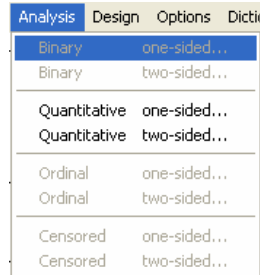 Analysis Design Options Dicti
Binary one-sided...
Binary two-sided...
Quantitative one-sided...
Quantitative two-sided...
Ordinal one-sided...
Ordinal two-sided...
Censored one-sided...
Censored two-sided...